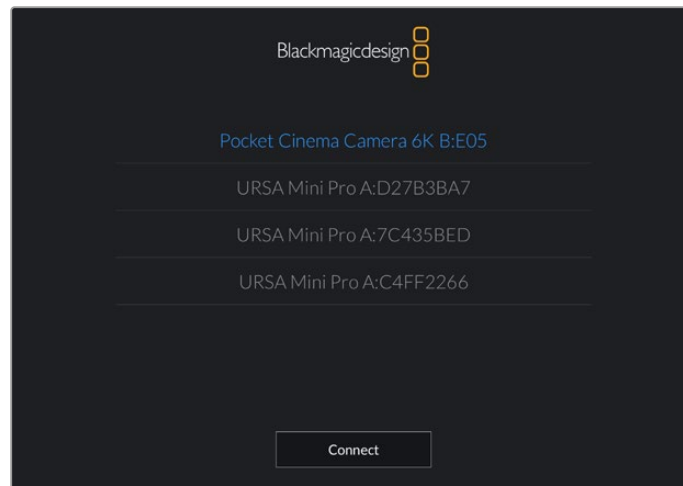 Blackmagicdesign
Pocket Cinema Camera 6K B:E05
URSA Mini Pro A:D27B3BA7
URSA Mini Pro A:7C435BED
URSA Mini Pro A:C4FF2266
Connect